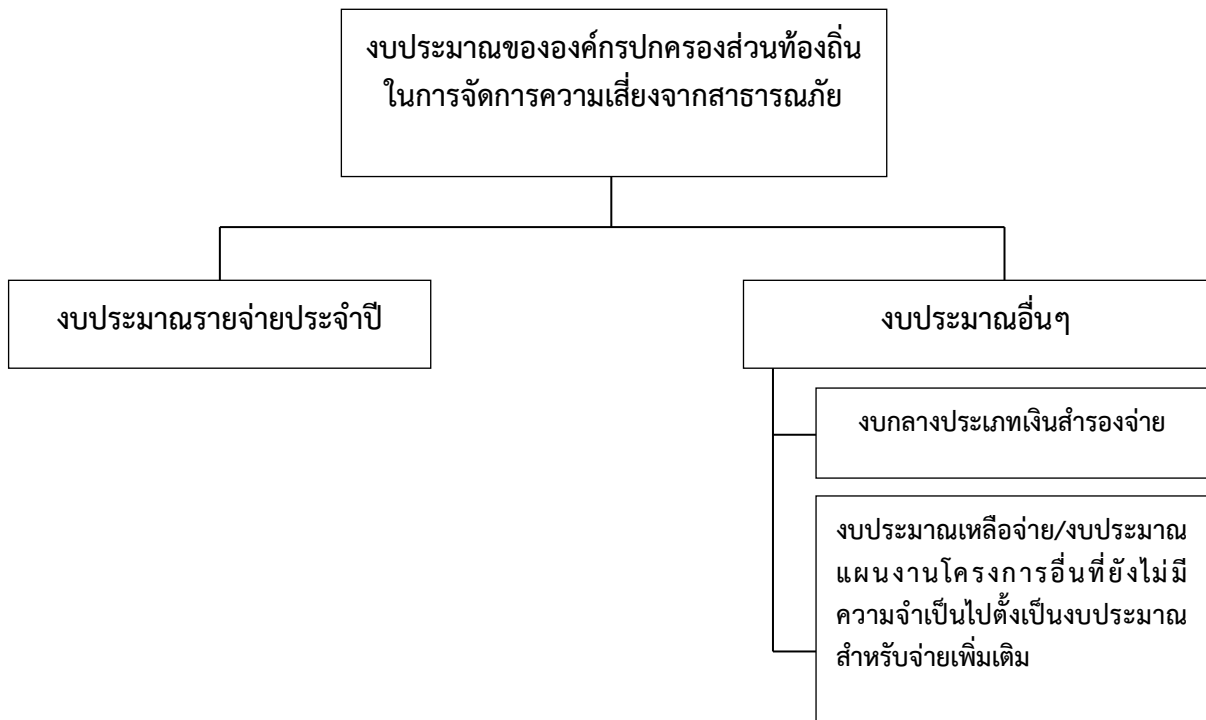 งบประมาณขององค์กรปกครองส่วนท้องถิ่น
ในการจัดการความเสี่ยงจากสาธารณภัย
งบประมาณรายจ่ายประจำปี
งบประมาณอื่นๆ
งบกลางประเภทเงินสำรองจ่าย
งบประมาณเหลือจ่าย/งบประมาณ
แผนงานโครงการอื่นที่ยังไม่มี
ความจำเป็นไปตั้งเป็นงบประมาณ
สำหรับจ่ายเพิ่มเติม